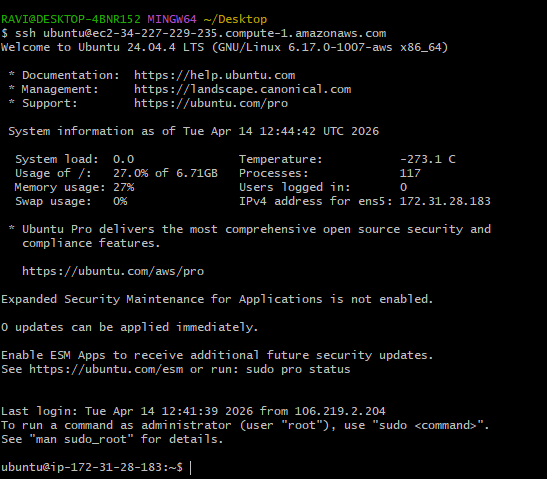 RAVI@DESKTOP-4BNR152 MINGW64 ~/Desktop
$ ssh ubuntu@ec2-34-227-229-235.compute-1.amazonaws.com
Welcome to Ubuntu 24.04.4 LTS (GNU/Linux 6.17.0-1007-aws x86_64)

 * Documentation:  https://help.ubuntu.com
 * Management:     https://landscape.canonical.com
 * Support:        https://ubuntu.com/pro

 System information as of Tue Apr 14 12:44:42 UTC 2026

  System load:  0.0               Temperature:           -273.1 C
  Usage of /:   27.0% of 6.71GB   Processes:             117
  Memory usage: 27%               Users logged in:       0
  Swap usage:   0%                IPv4 address for ens5: 172.31.28.183

 * Ubuntu Pro delivers the most comprehensive open source security and
   compliance features.

   https://ubuntu.com/aws/pro

Expanded Security Maintenance for Applications is not enabled.

0 updates can be applied immediately.

Enable ESM Apps to receive additional future security updates.
See https://ubuntu.com/esm or run: sudo pro status


Last login: Tue Apr 14 12:41:39 2026 from 106.219.2.204
To run a command as administrator (user "root"), use "sudo <command>".
See "man sudo_root" for details.

ubuntu@ip-172-31-28-183:~$